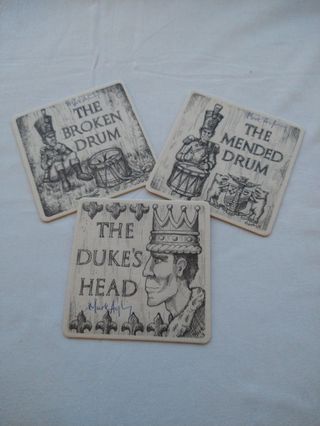 THE
BROKEN
DRUM
THE
MENDED
DRUM
THE
DUKE'S
HEAD